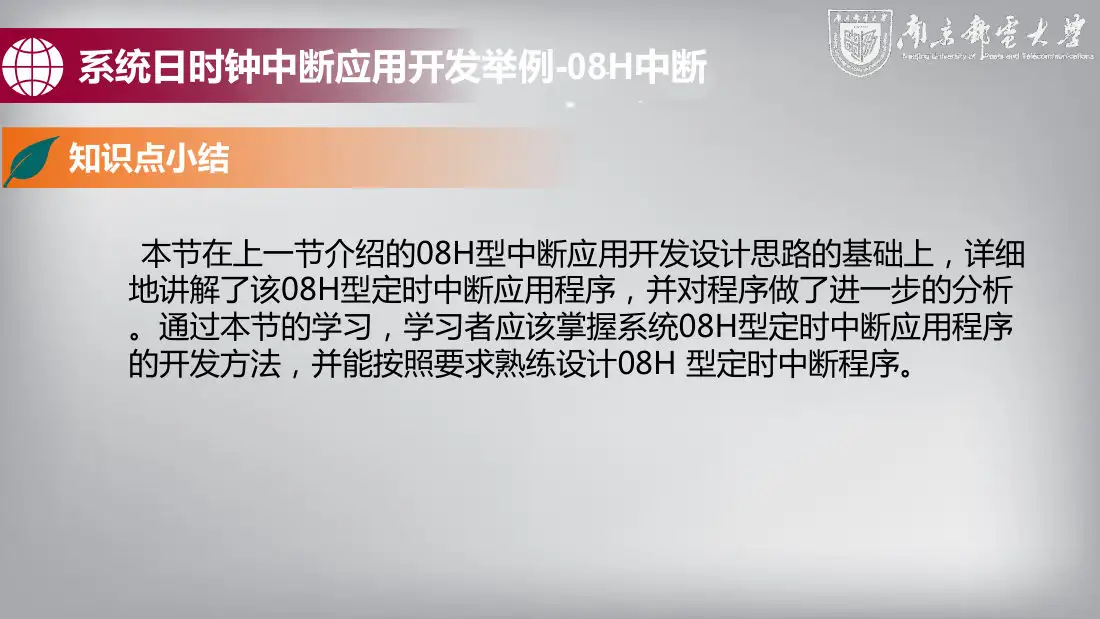 系统日时钟中断应用开发举例-08H中断
南京邮电大学
Nanjing University of Posts and Telecommunications
知识点小结
本节在上一节介绍的08H型中断应用开发设计思路的基础上，详细
地讲解了该08H型定时中断应用程序，并对程序做了进一步的分析
。通过本节的学习，学习者应该掌握系统08H型定时中断应用程序
的开发方法，并能按照要求熟练设计08H 型定时中断程序。